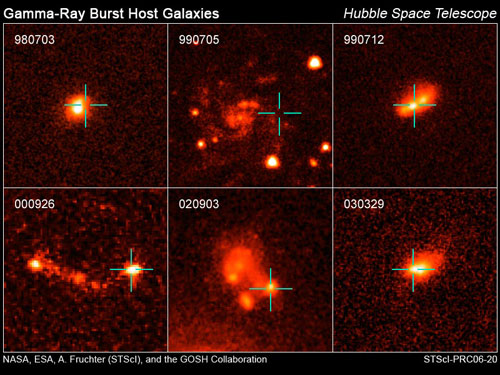 Gamma-Ray Burst Host Galaxies
Hubble Space Telescope
980703
990705
990712
000926
020903
030329
NASA, ESA, A. Fruchter (STScI), and the GOSH Collaboration
STScI-PRC06-20